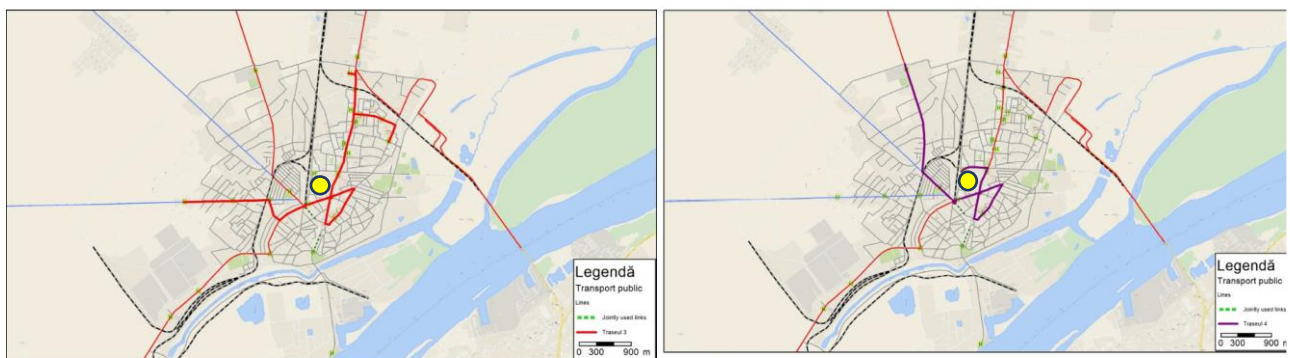 Legendă
Transport public
Lines
Jointly used links
Traseul 3
0 300 900 m
Legendă
Transport public
Lines
Jointly used links
Traseul 4
0 300 900 m